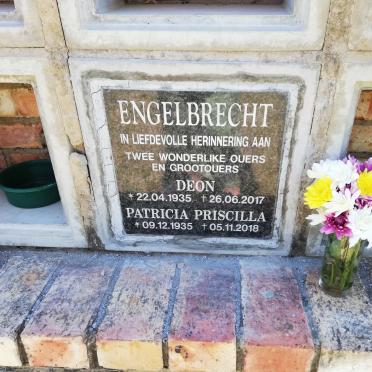 ENGELBRECHT
IN LIEFDEVOLLE HERINNERING AAN
TWEE WONDERLIKE OUERS
EN GROOTOUERS
DEON
* 22.04.1935 † 26.06.2017
PATRICIA PRISCILLA
* 09.12.1935 † 05.11.2018